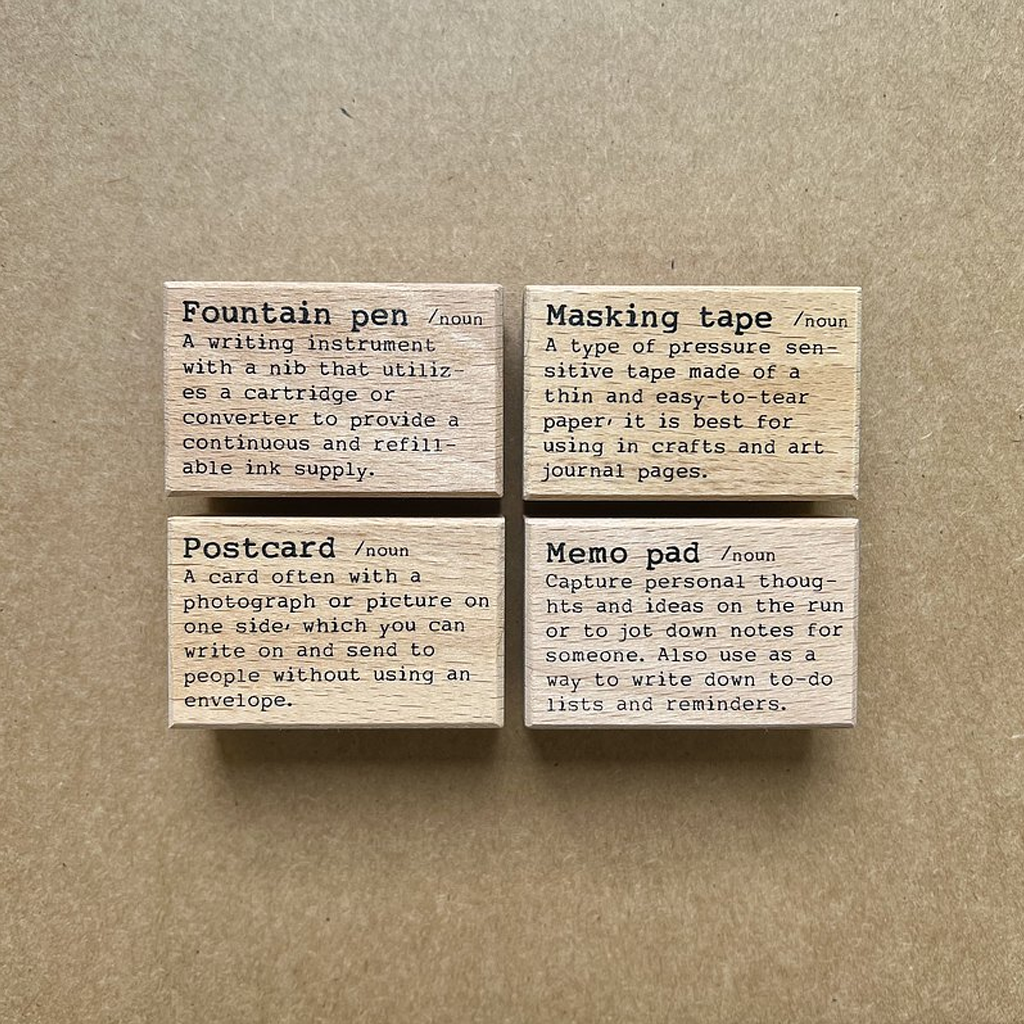 Fountain pen /noun
A writing instrument
with a nib that utiliz-
es a cartridge or
converter to provide a
continuous and refill-
able ink supply.
Masking tape /noun
A type of pressure sen-
sitive tape made of a
thin and easy-to-tear
paper, it is best for
using in crafts and art
journal pages.
Postcard /noun
A card often with a
photograph or picture on
one side, which you can
write on and send to
people without using an
envelope.
Memo pad /noun
Capture personal thoug-
hts and ideas on the run
or to jot down notes for
someone. Also use as a
way to write down to-do
lists and reminders.